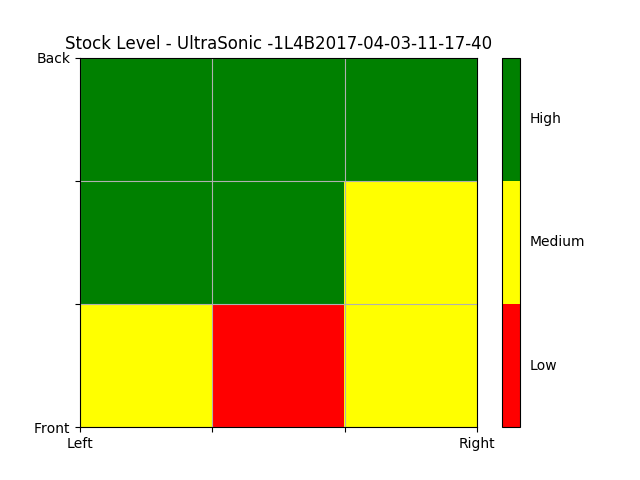 Stock Level - UltraSonic -1L4B2017-04-03-11-17-40
Back
High
Medium
Low
Front
Left
Right